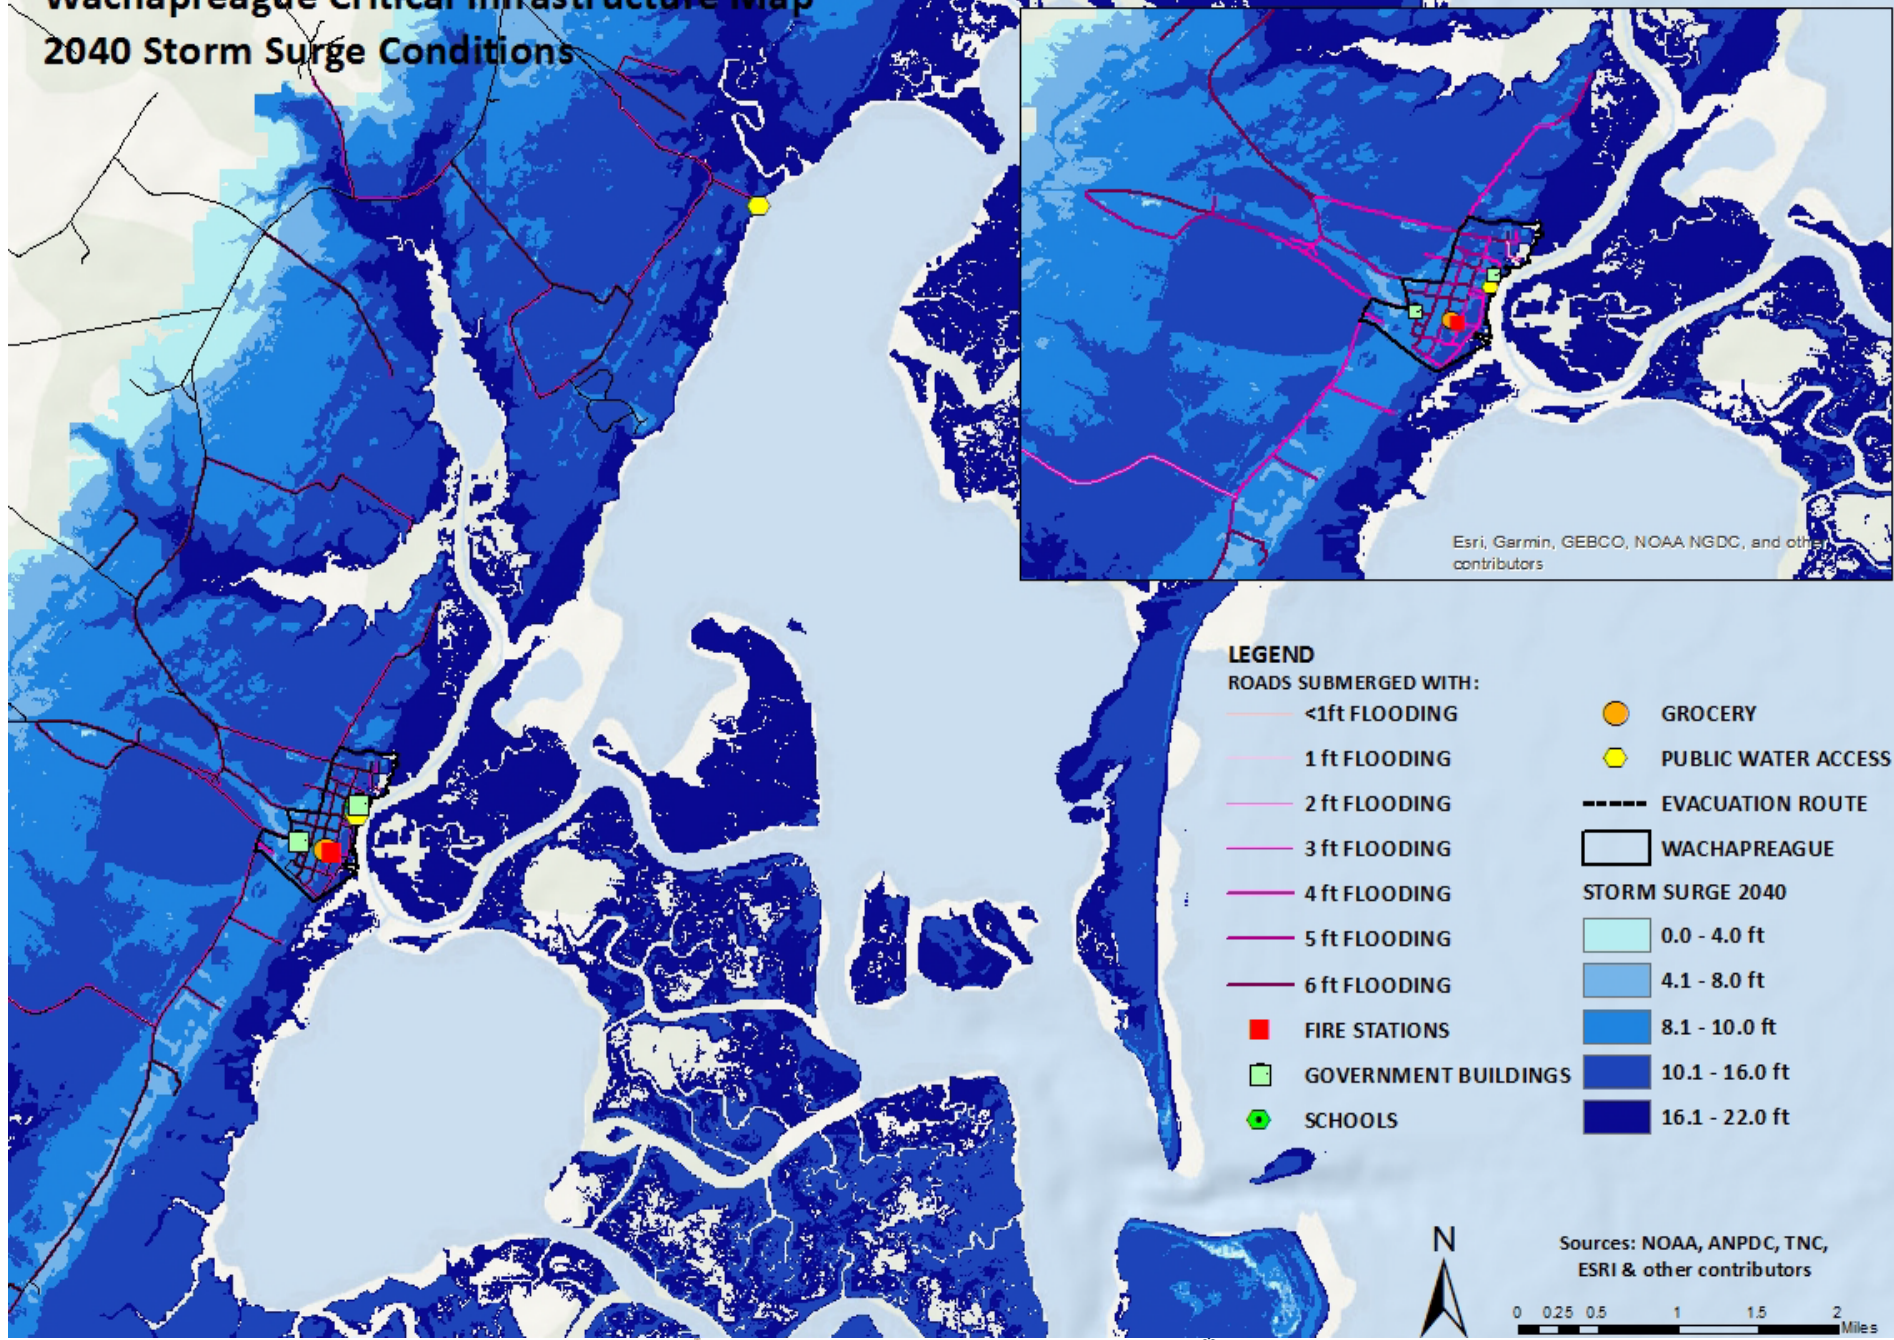 Wachapreague Critical Infrastructure Map
2040 Storm Surge Conditions
Esri, Garmin, GEBCO, NOAA NGDC, and other
contributors
LEGEND
ROADS SUBMERGED WITH:
<1ft FLOODING
1 ft FLOODING
2 ft FLOODING
3 ft FLOODING
4 ft FLOODING
5 ft FLOODING
6 ft FLOODING
FIRE STATIONS
GOVERNMENT BUILDINGS
SCHOOLS
GROCERY
PUBLIC WATER ACCESS
EVACUATION ROUTE
WACHAPREAGUE
STORM SURGE 2040
0.0 - 4.0 ft
4.1 - 8.0 ft
8.1 - 10.0 ft
10.1 - 16.0 ft
16.1 - 22.0 ft
N
Sources: NOAA, ANPDC, TNC,
ESRI & other contributors
0 0.25 0.5 1 1.5 2
Miles